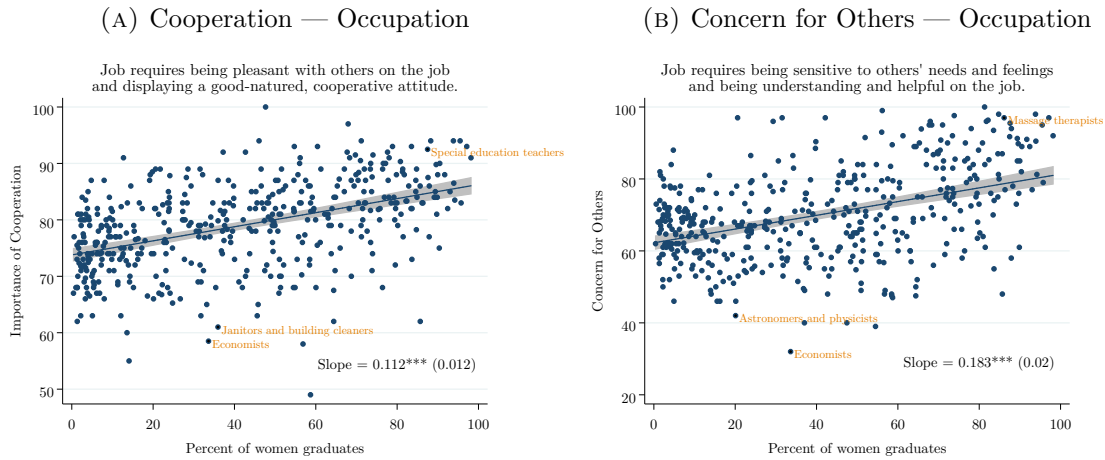 (A) Cooperation — Occupation
Job requires being pleasant with others on the job
and displaying a good-natured, cooperative attitude.
Importance of Cooperation
100
90
80
70
60
50
Special education teachers
Janitors and building cleaners
Economists
Slope = 0.112*** (0.012)
0 20 40 60 80 100
Percent of women graduates
(B) Concern for Others — Occupation
Job requires being sensitive to others' needs and feelings
and being understanding and helpful on the job.
Concern for Others
100
80
60
40
20
Massage therapists
Astronomers and physicists
Economists
Slope = 0.183*** (0.02)
0 20 40 60 80 100
Percent of women graduates